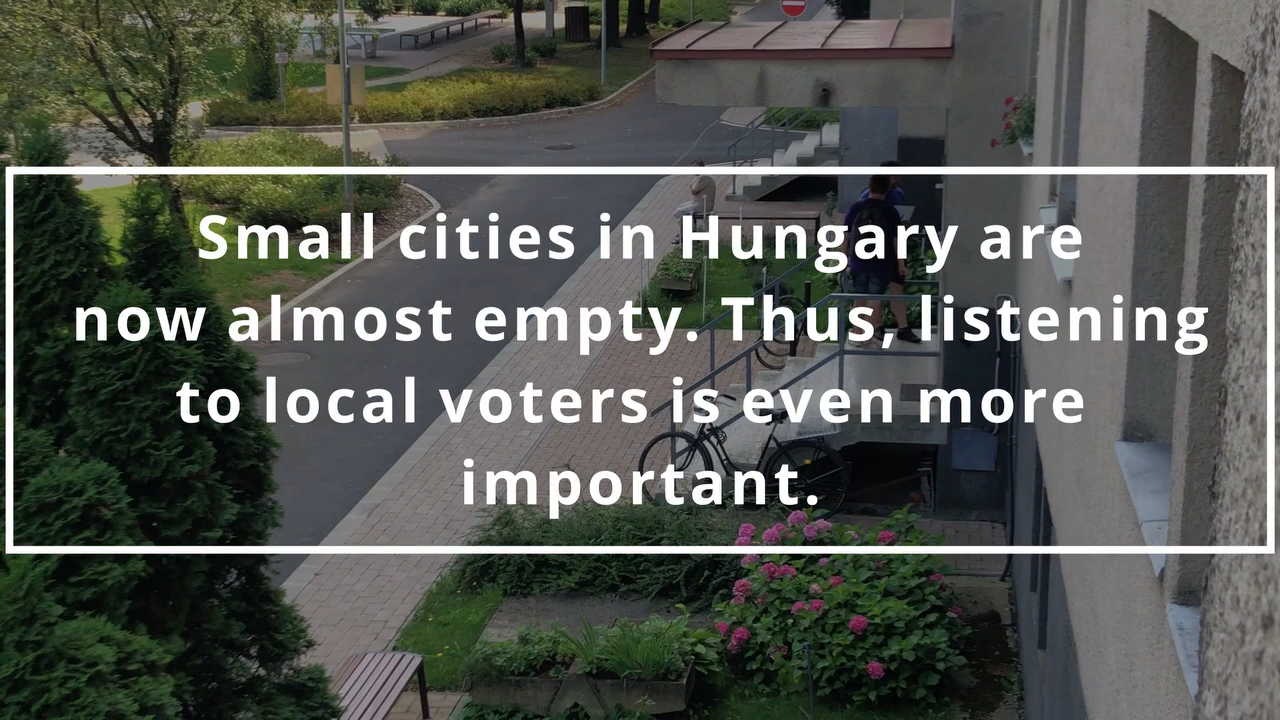 Small cities in Hungary are
now almost empty. Thus, listening
to local voters is even more
important.